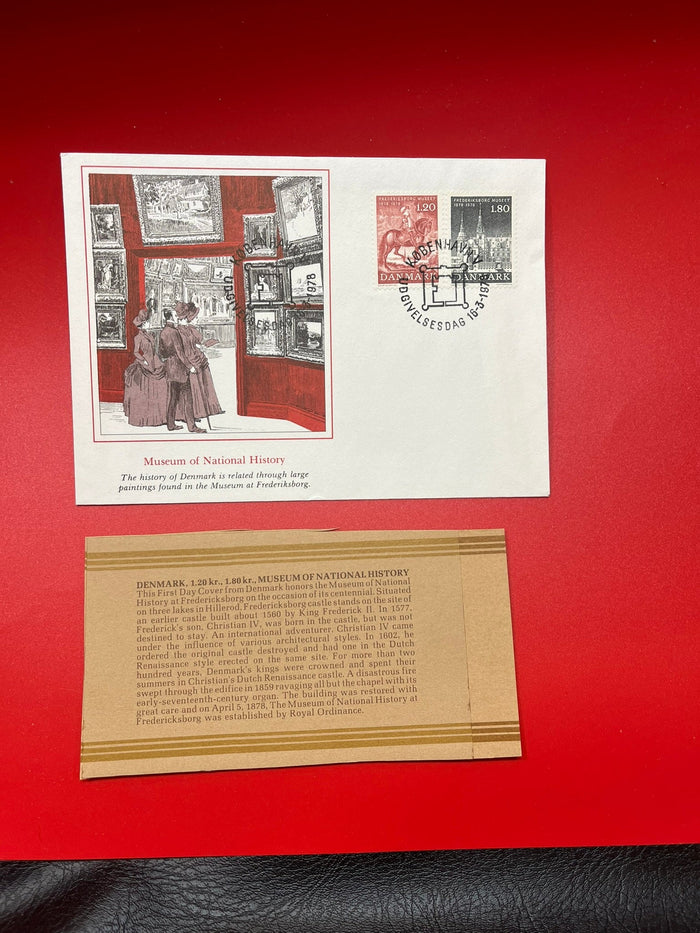 FREDERIKSBORG MUSEET
1878-1978
1.20
DANMARK
FREDERIKSBORG MUSEET
1878-1978
1.80
DANMARK
KØBENHAVN V
UDGIVELSESDAG 16-3-1978
KØBENHAVN V
UDGIVELSESDAG 16-3-1978
Museum of National History
The history of Denmark is related through large
paintings found in the Museum at Frederiksborg.
DENMARK, 1.20 kr., 1.80 kr., MUSEUM OF NATIONAL HISTORY
This First Day Cover from Denmark honors the Museum of National
History at Fredericksborg on the occasion of its centennial. Situated
on three lakes in Hillerod, Fredericksborg castle stands on the site of
an earlier castle built about 1560 by King Frederick II. In 1577,
Frederick's son, Christian IV, was born in the castle, but was not
destined to stay. An international adventurer, Christian IV came
under the influence of various architectural styles. In 1602, he
ordered the original castle destroyed and had one in the Dutch
Renaissance style erected on the same site. For more than two
hundred years, Denmark's kings were crowned and spent their
summers in Christian's Dutch Renaissance castle. A disastrous fire
swept through the edifice in 1859 ravaging all but the chapel with its
early-seventeenth-century organ. The building was restored with
great care and on April 5, 1878, The Museum of National History at
Fredericksborg was established by Royal Ordinance.